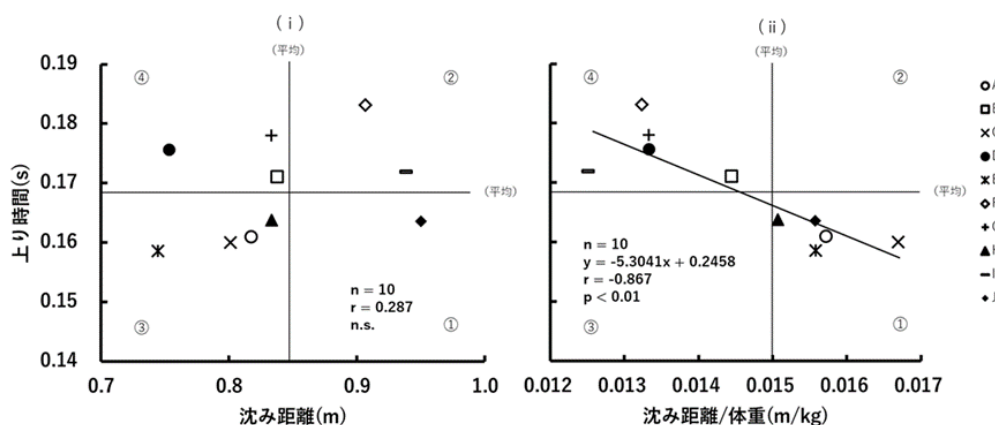 (ⅰ)
(平均)
上り時間(s)
0.19
0.18
0.17
0.16
0.15
0.14
④
②
③
①
(平均)
n = 10
r = 0.287
n.s.
0.7
0.8
0.9
1.0
沈み距離(m)
(ⅱ)
(平均)
④
②
③
①
(平均)
n = 10
y = -5.3041x + 0.2458
r = -0.867
p < 0.01
0.012
0.013
0.014
0.015
0.016
0.017
沈み距離/体重(m/kg)